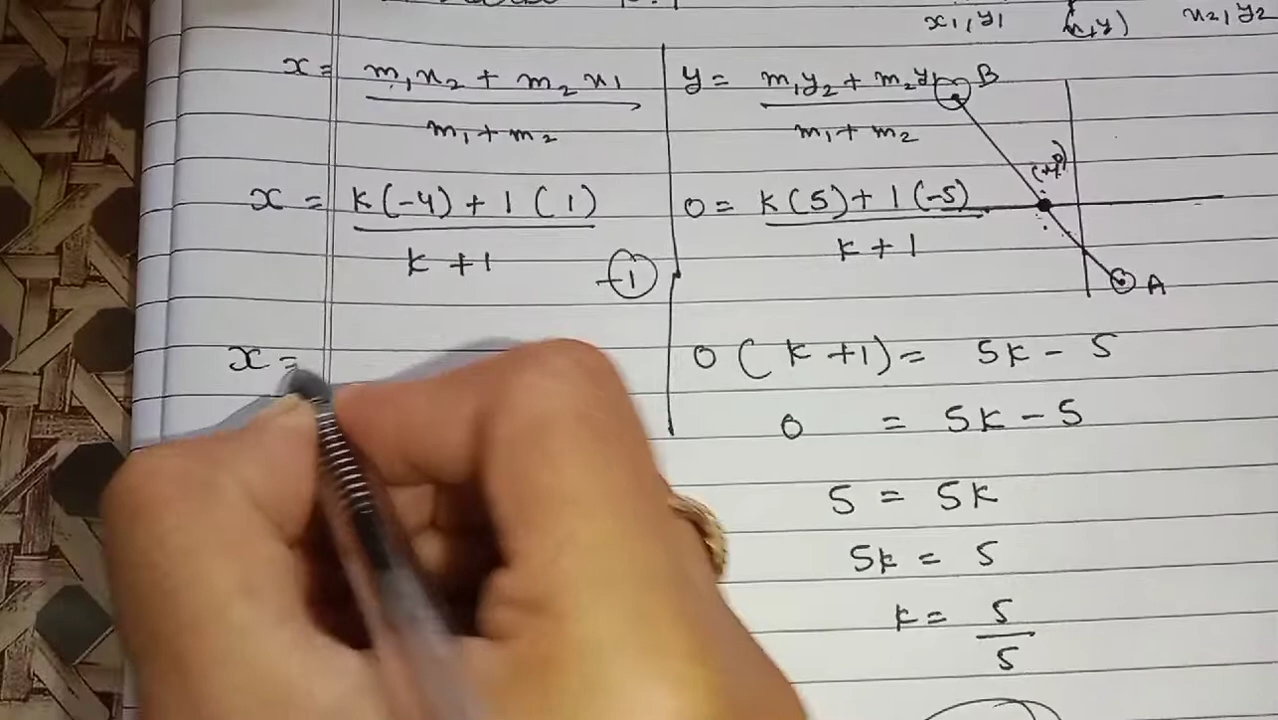 x₁, y₁ (x, y) x₂, y₂
x = m₁x₂ + m₂x₁ / m₁ + m₂
x = k(-4) + 1(1) / k + 1
1
x =
y = m₁y₂ + m₂y₁ / m₁ + m₂
0 = k(5) + 1(-5) / k + 1
0(k + 1) = 5k - 5
0 = 5k - 5
5 = 5k
5k = 5
k = 5 / 5
B
A